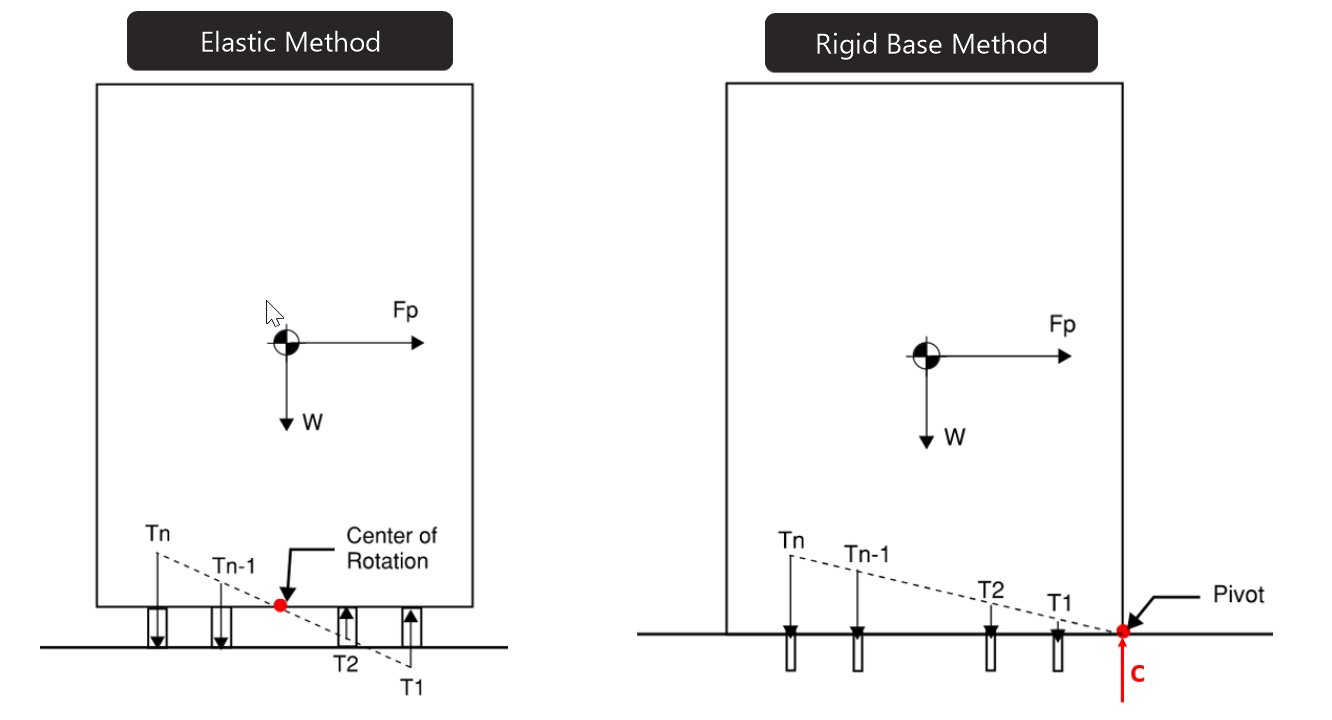 Elastic Method
Fp
W
Tn
Tn-1
Center of
Rotation
T2
T1
Rigid Base Method
Fp
W
Tn
Tn-1
T2
T1
Pivot
C